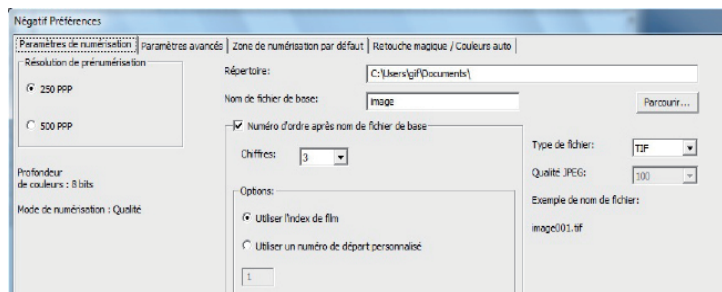 Négatif Préférences
Paramètres de numérisation
Paramètres avancés
Zone de numérisation par défaut
Retouche magique / Couleurs auto
Résolution de prénumérisation
250 PPP
500 PPP
Profondeur
de couleurs : 8 bits
Mode de numérisation : Qualité
Répertoire:
C:\Users\gif\Documents\
Nom de fichier de base:
image
Parcourir...
Numéro d'ordre après nom de fichier de base
Chiffres:
3
Options:
Utiliser l'index de film
Utiliser un numéro de départ personnalisé
1
Type de fichier:
TIF
Qualité JPEG:
100
Exemple de nom de fichier:
image001.tif